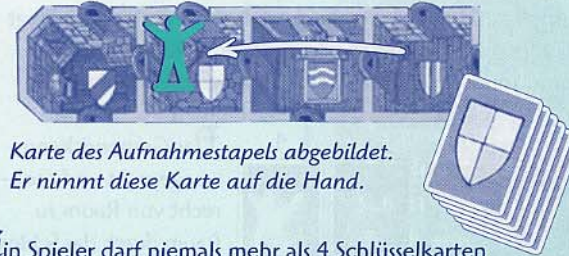 Karte des Aufnahmestapels abgebildet.
Er nimmt diese Karte auf die Hand.
Ein Spieler darf niemals mehr als 4 Schlüsselkarten